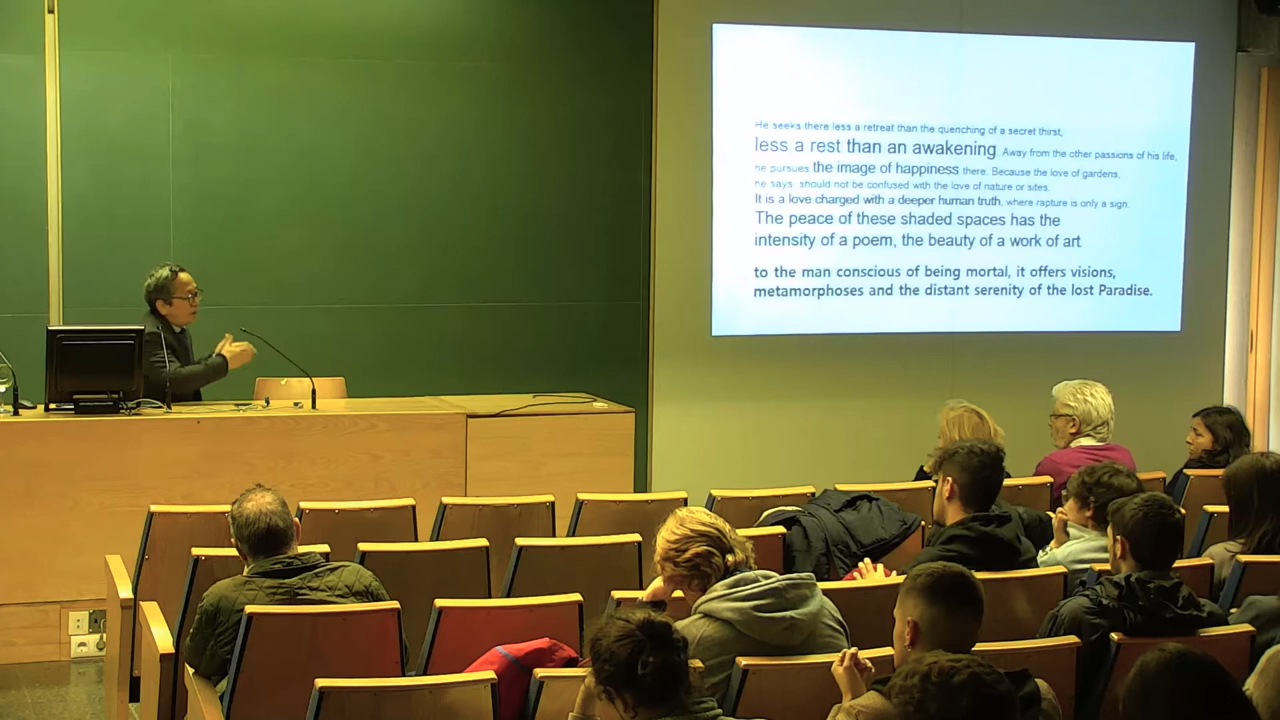 He seeks there less a retreat than the quenching of a secret thirst,
less a rest than an awakening. Away from the other passions of his life,
he pursues the image of happiness there. Because the love of gardens,
he says, should not be confused with the love of nature or sites.
It is a love charged with a deeper human truth, where rapture is only a sign.
The peace of these shaded spaces has the
intensity of a poem, the beauty of a work of art
to the man conscious of being mortal, it offers visions,
metamorphoses and the distant serenity of the lost Paradise.